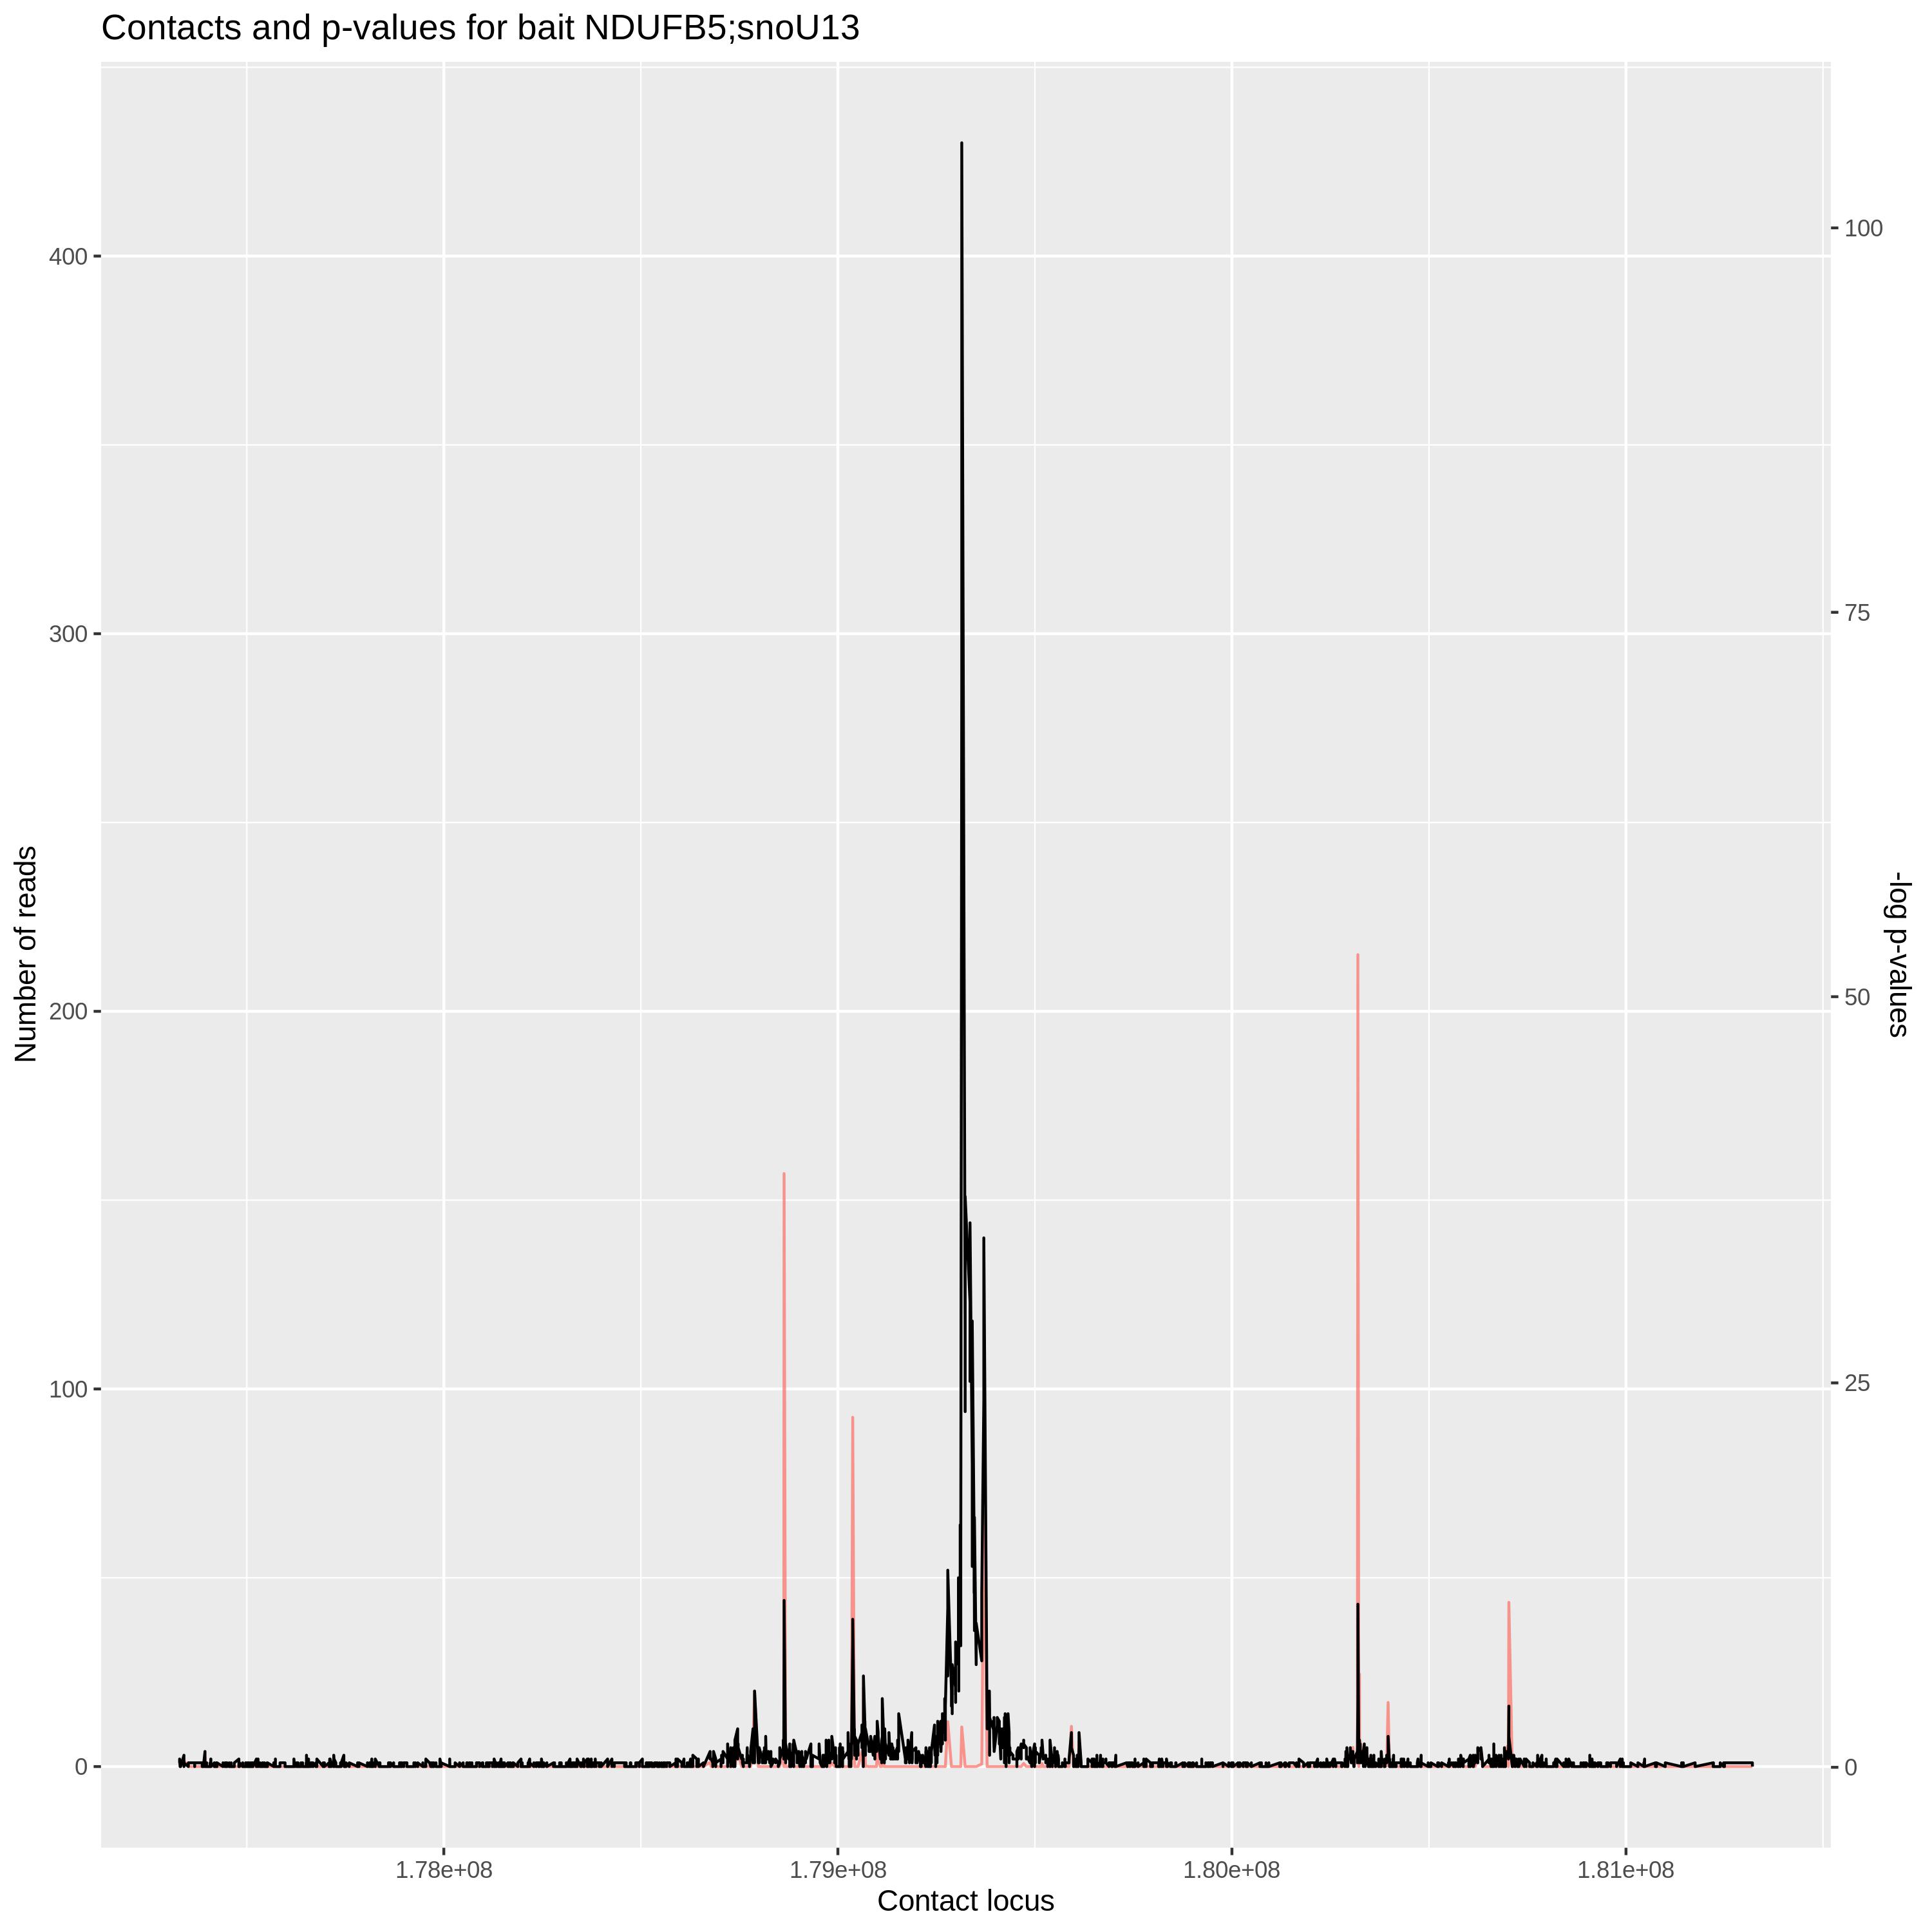 Contacts and p-values for bait NDUFB5;snoU13
400
300
200
100
0
Number of reads
100
75
50
25
0
-log p-values
1.78e+08
1.79e+08
1.80e+08
1.81e+08
Contact locus